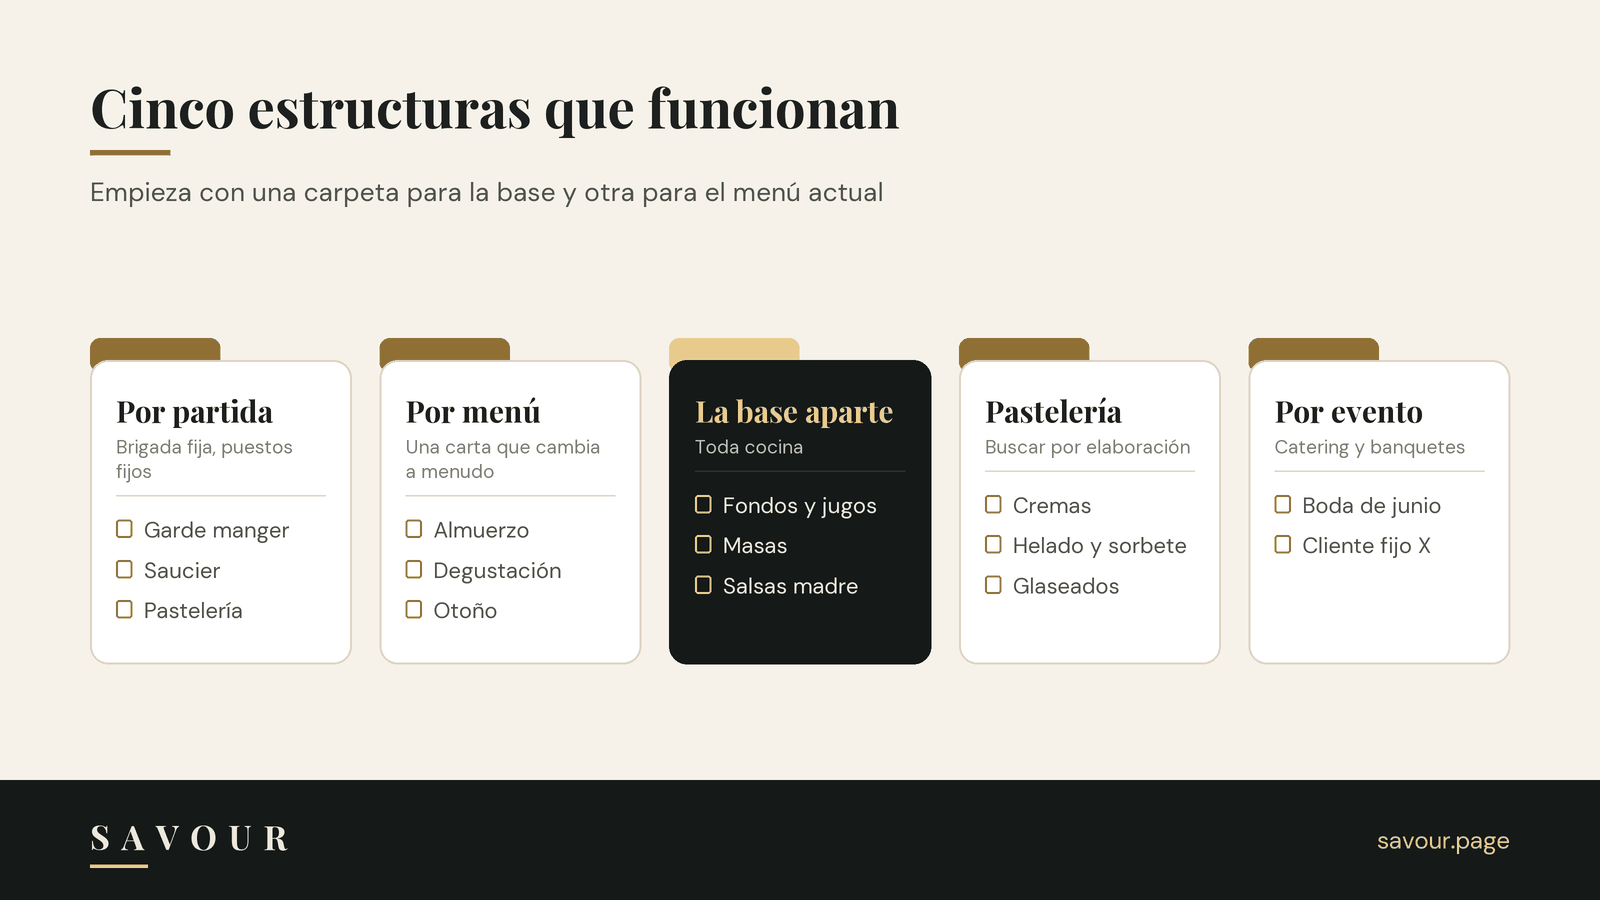 Cinco estructuras que funcionan
Empieza con una carpeta para la base y otra para el menú actual
Por partida
Brigada fija, puestos
fijos
Garde manger
Saucier
Pastelería
Por menú
Una carta que cambia
a menudo
Almuerzo
Degustación
Otoño
La base aparte
Toda cocina
Fondos y jugos
Masas
Salsas madre
Pastelería
Buscar por elaboración
Cremas
Helado y sorbete
Glaseados
Por evento
Catering y banquetes
Boda de junio
Cliente fijo X
SAVOUR
savour.page